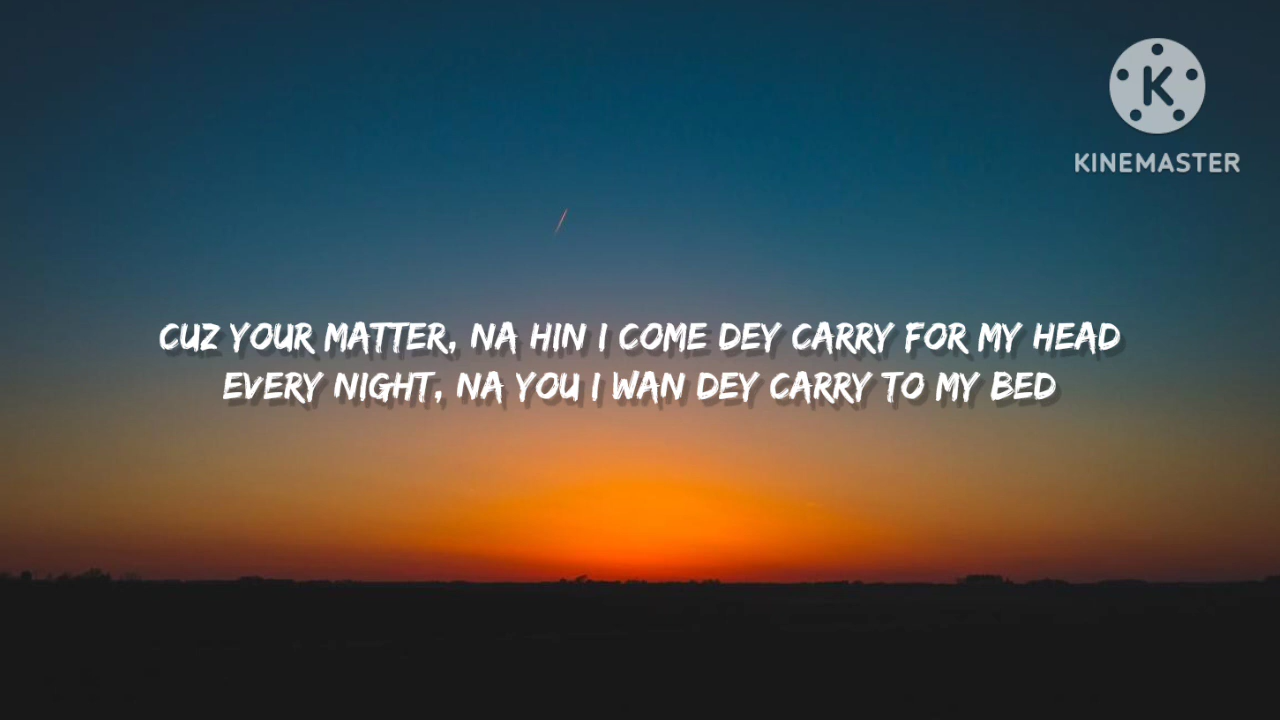 K
KINEMASTER
CUZ YOUR MATTER, NA HIN I COME DEY CARRY FOR MY HEAD
EVERY NIGHT, NA YOU I WAN DEY CARRY TO MY BED